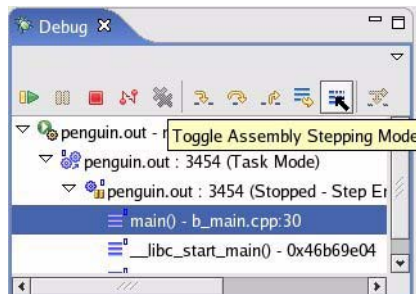 Debug
penguin.out - r
Toggle Assembly Stepping Mode
penguin.out : 3454 (Task Mode)
penguin.out : 3454 (Stopped - Step Er
main() - b_main.cpp:30
__libc_start_main() - 0x46b69e04